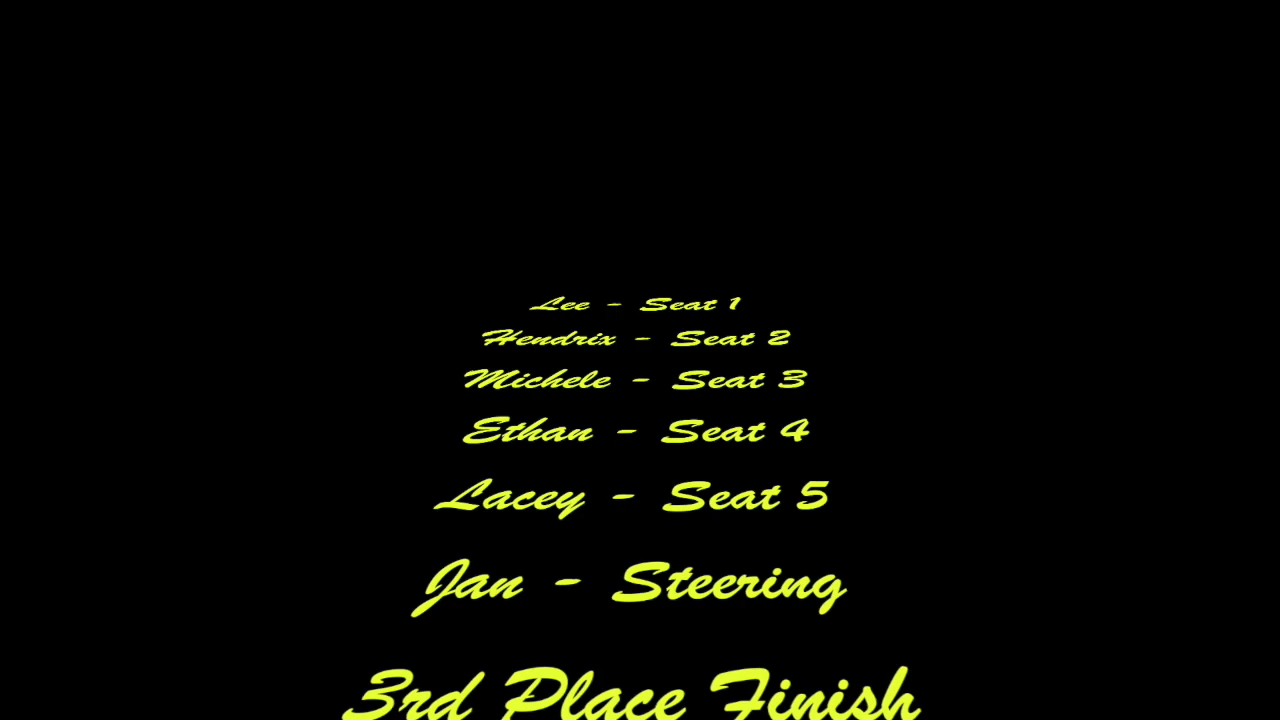 Lee - Seat 1
Hendrix - Seat 2
Michele - Seat 3
Ethan - Seat 4
Lacey - Seat 5
Jan - Steering
3rd Place Finish